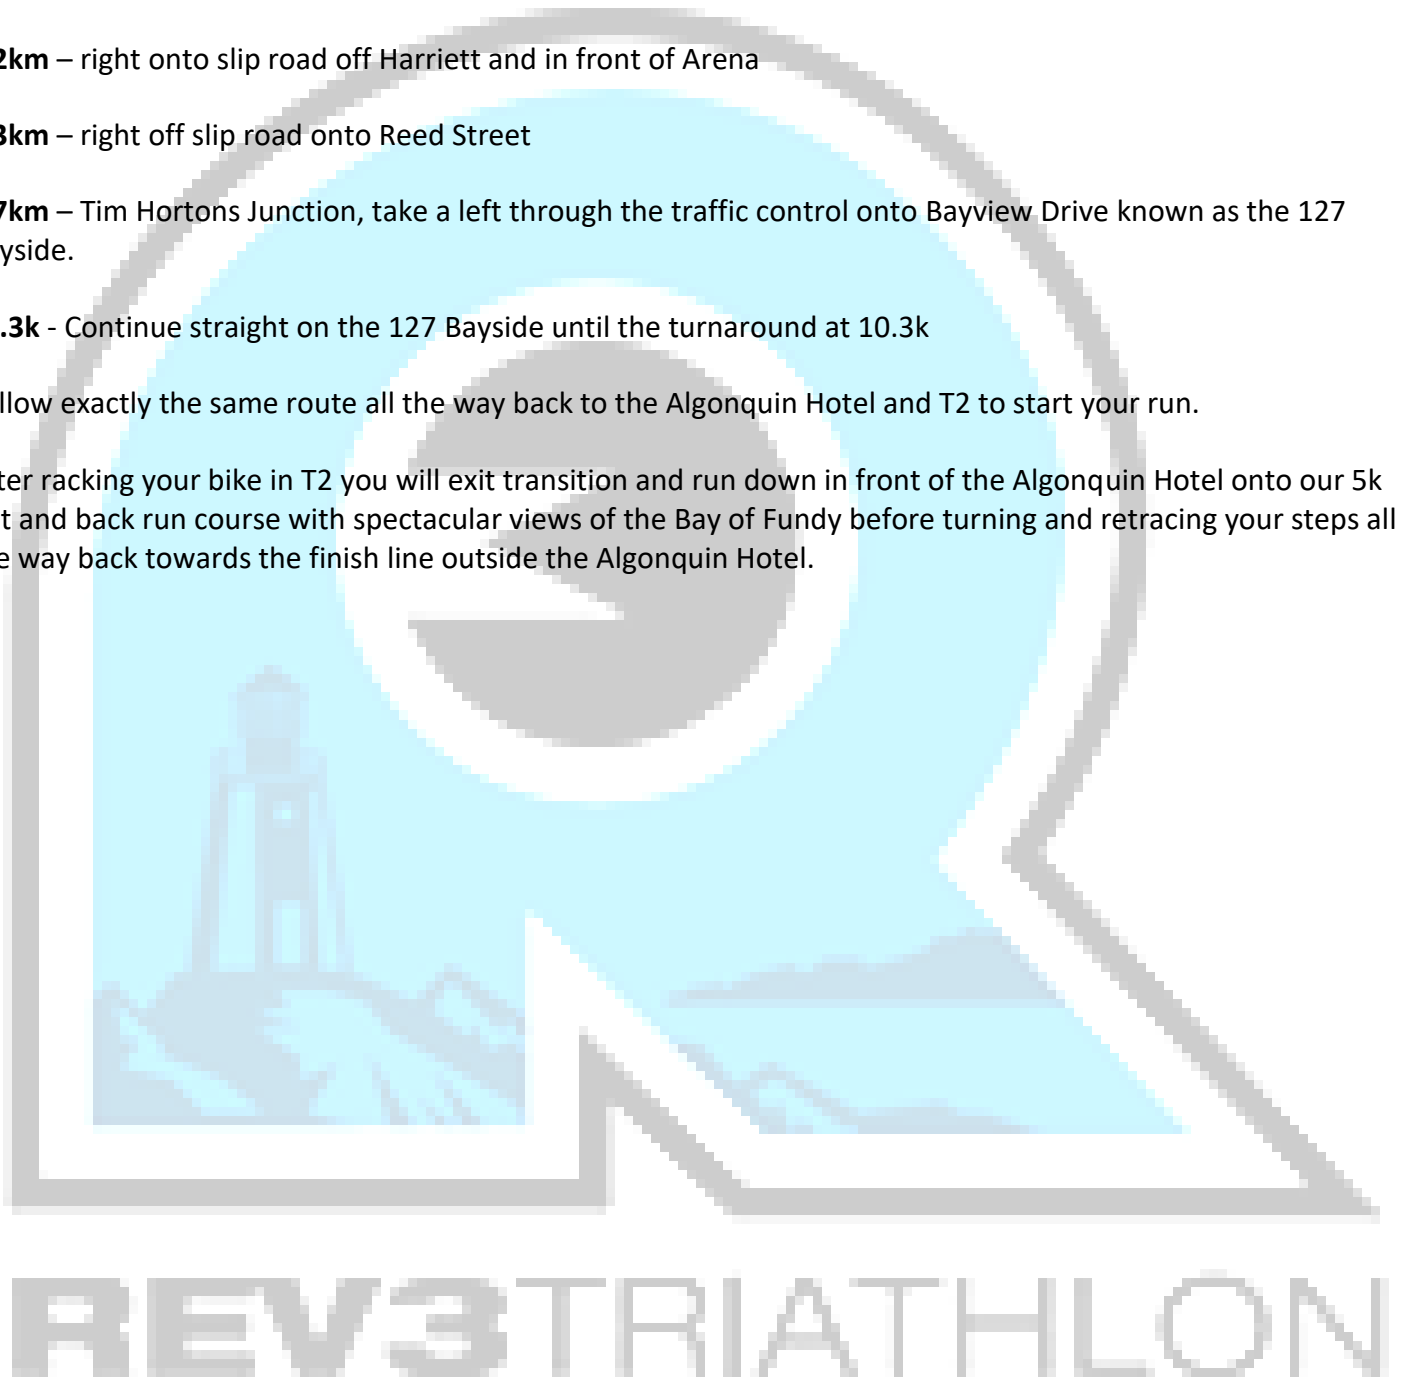 2km – right onto slip road off Harriett and in front of Arena
3km – right off slip road onto Reed Street
7km – Tim Hortons Junction, take a left through the traffic control onto Bayview Drive known as the 127
yside.
.3k - Continue straight on the 127 Bayside until the turnaround at 10.3k
llow exactly the same route all the way back to the Algonquin Hotel and T2 to start your run.
ter racking your bike in T2 you will exit transition and run down in front of the Algonquin Hotel onto our 5k
t and back run course with spectacular views of the Bay of Fundy before turning and retracing your steps all
e way back towards the finish line outside the Algonquin Hotel.
REV3TRIATHLON